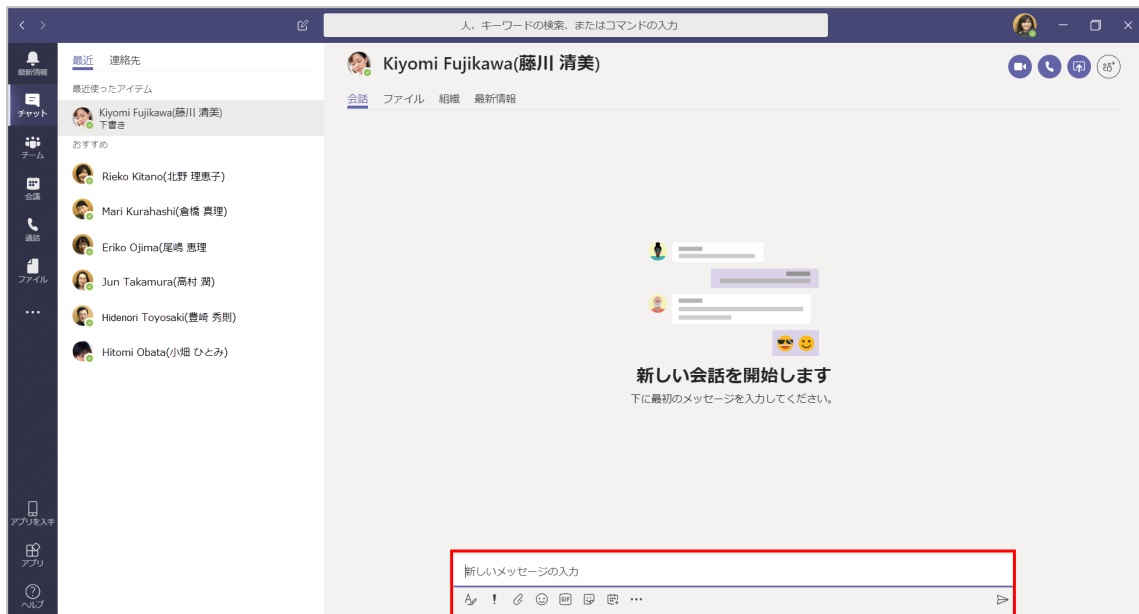 人、キーワードの検索、またはコマンドの入力
最新情報
チャット
チーム
会議
通話
ファイル
アプリを入手
アプリ
ヘルプ
最近 連絡先
最近使ったアイテム
Kiyomi Fujikawa(藤川 清美)
下書き
おすすめ
Rieko Kitano(北野 理恵子)
Mari Kurahashi(倉橋 真理)
Eriko Ojima(尾嶋 恵理
Jun Takamura(高村 潤)
Hidenori Toyosaki(豊崎 秀則)
Hitomi Obata(小畑 ひとみ)
Kiyomi Fujikawa(藤川 清美)
会話 ファイル 組織 最新情報
新しい会話を開始します
下に最初のメッセージを入力してください。
新しいメッセージの入力
GIF